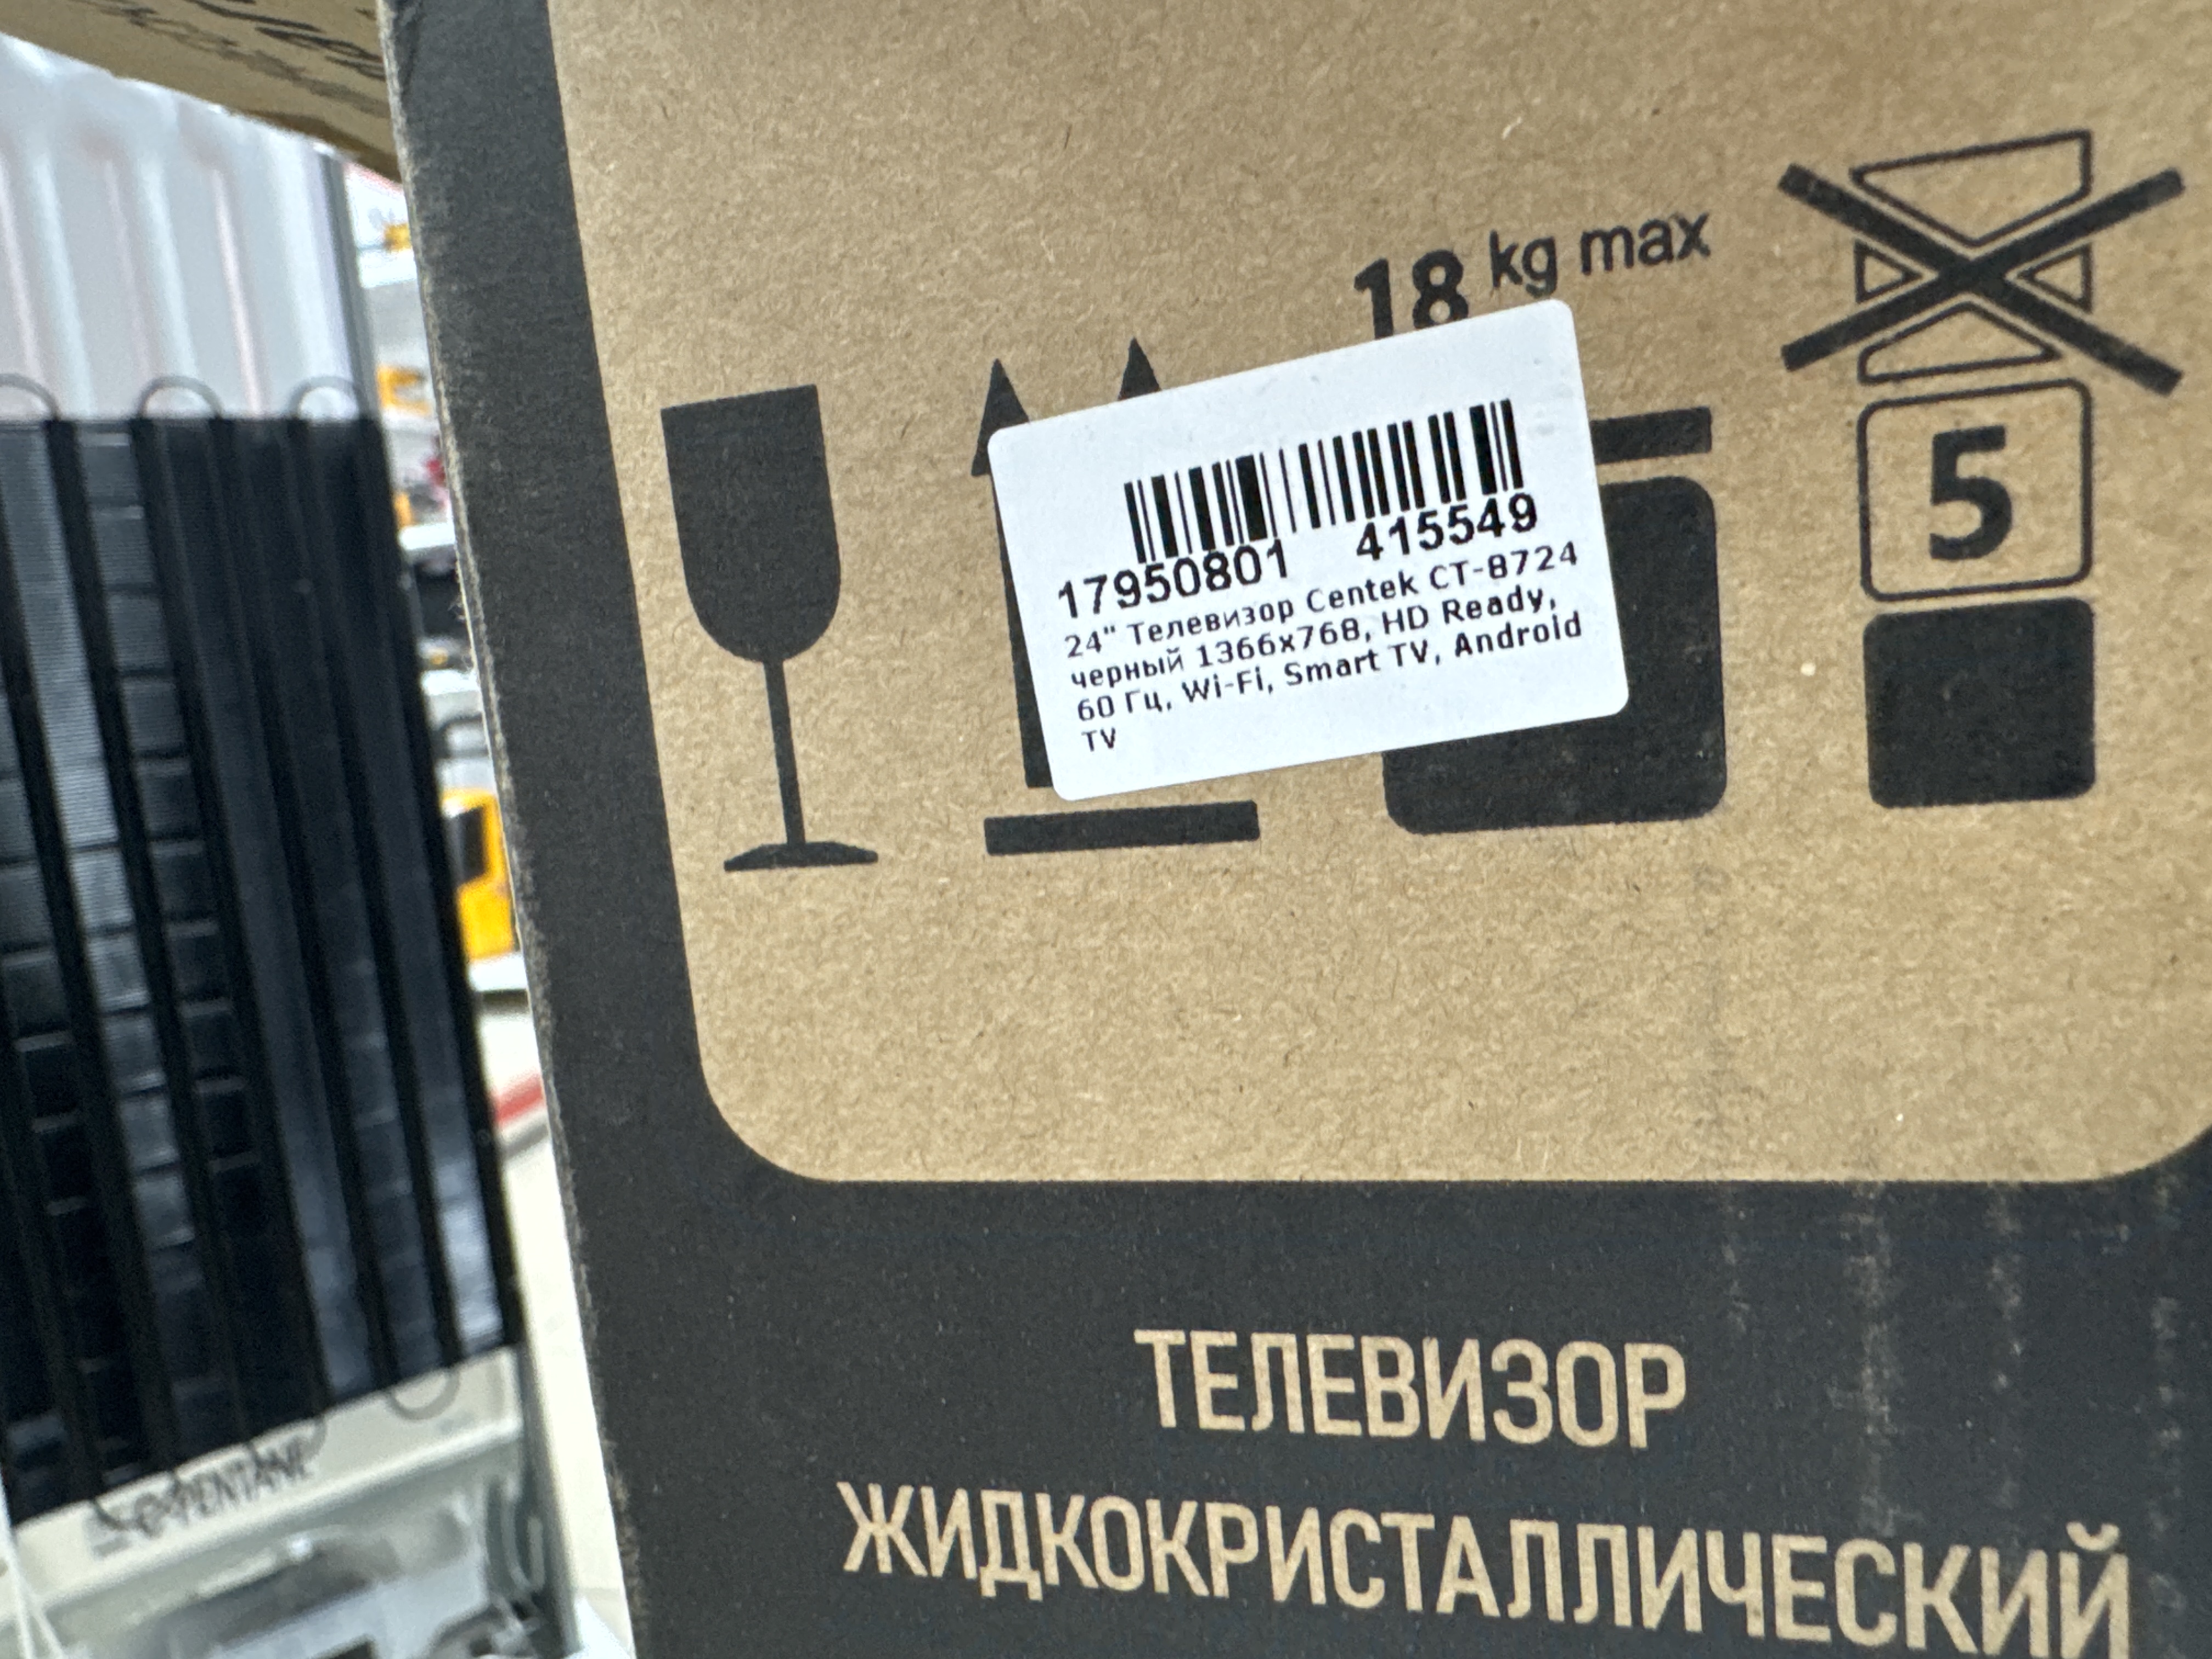 18 kg max
5
17950801 415549
24" Телевизор Centek CT-8724
черный 1366x768, HD Ready,
60 Гц, Wi-Fi, Smart TV, Android
TV
ТЕЛЕВИЗОР
ЖИДКОКРИСТАЛЛИЧЕСКИЙ